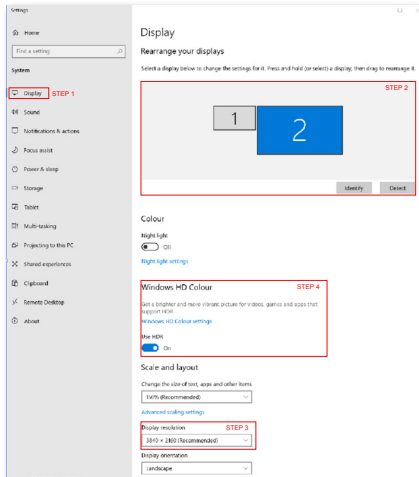 Settings
Home
Find a setting
System
Display STEP 1
Sound
Notifications & actions
Focus assist
Power & sleep
Storage
Tablet
Multi-tasking
Projecting to this PC
Shared experiences
Clipboard
Remote Desktop
About
Display
Rearrange your displays
Select a display below to change the settings for it. Press and hold (or select) a display, then drag to rearrange it.
STEP 2
1
2
Identify Detect
Colour
Night light
Off
Night light settings
STEP 4
Windows HD Colour
Get a brighter and more vibrant picture for videos, games and apps that
support HDR.
Windows HD Colour settings
Use HDR
On
Scale and layout
Change the size of text, apps and other items
150% (Recommended)
Advanced scaling settings
Display resolution STEP 3
3840 × 2160 (Recommended)
Display orientation
Landscape